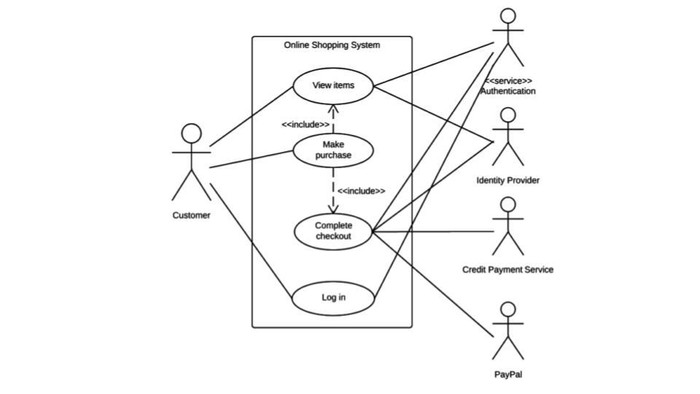 Online Shopping System
View items
<<include>>
Make
purchase
<<include>>
Complete
checkout
Log in
Customer
<<service>>
Authentication
Identity Provider
Credit Payment Service
PayPal